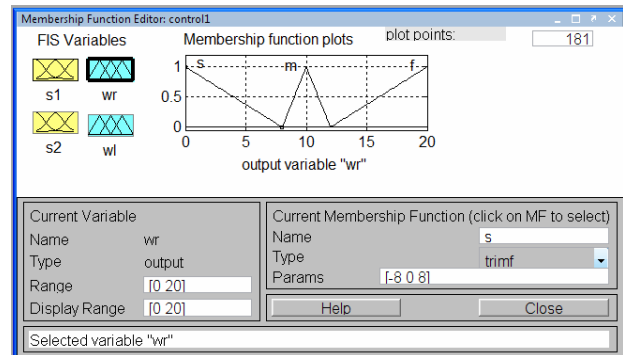 Membership Function Editor: control1
FIS Variables
Membership function plots
plot points:
181
s1
wr
s2
wl
s
m
f
1
0.5
0
0 5 10 15 20
output variable "wr"
Current Variable
Name wr
Type output
Range [0 20]
Display Range [0 20]
Current Membership Function (click on MF to select)
Name s
Type trimf
Params [-8 0 8]
Help
Close
Selected variable "wr"